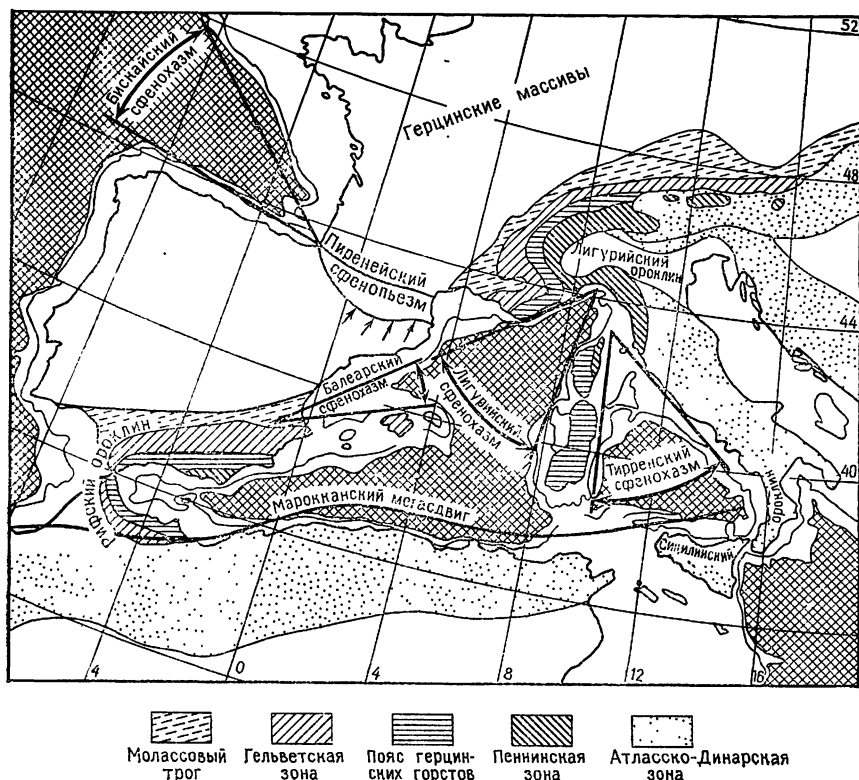 52
Бискайский
сфенохазм
Герцинские массивы
48
Пиренейский
сфенопьезм
Лигурийский
ороклин
44
Балеарский
сфенохазм
Лигурийский
сфенохазм
Рифский ороклин
Тирренский
сфенохазм
40
Марокканский мегасдвиг
Сицилийский
ороклин
4
0
4
8
12
16
Молассовый
трог
Гельветская
зона
Пояс герцин-
ских горстов
Пеннинская
зона
Атласско-Динарская
зона